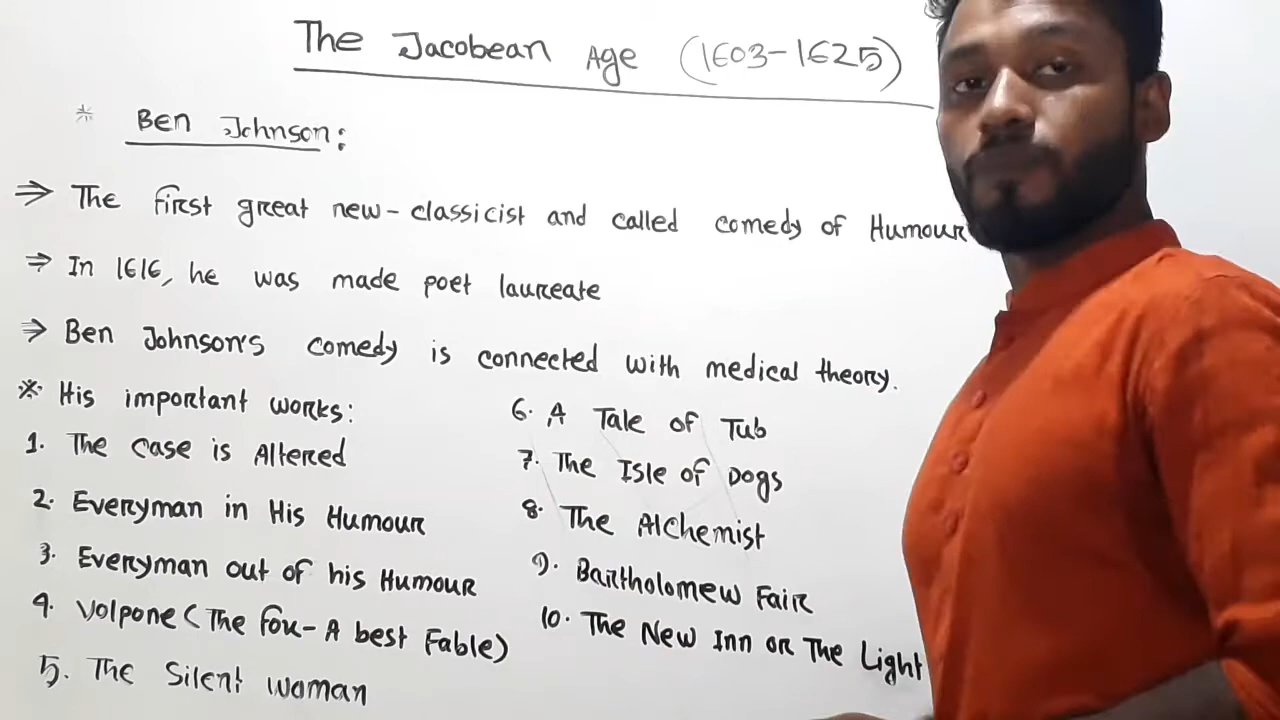 The Jacobean Age (1603-1625)
* Ben Johnson:
⇒ The first great new-classicist and called comedy of Humour
⇒ In 1616, he was made poet laureate
⇒ Ben Johnson's comedy is connected with medical theory.
* His important works:
1. The Case is Altered
2. Everyman in His Humour
3. Everyman out of his Humour
4. Volpone (The Fox-A best Fable)
5. The Silent Woman
6. A Tale of Tub
7. The Isle of Dogs
8. The Alchemist
9. Bartholomew Fair
10. The New Inn or The Light